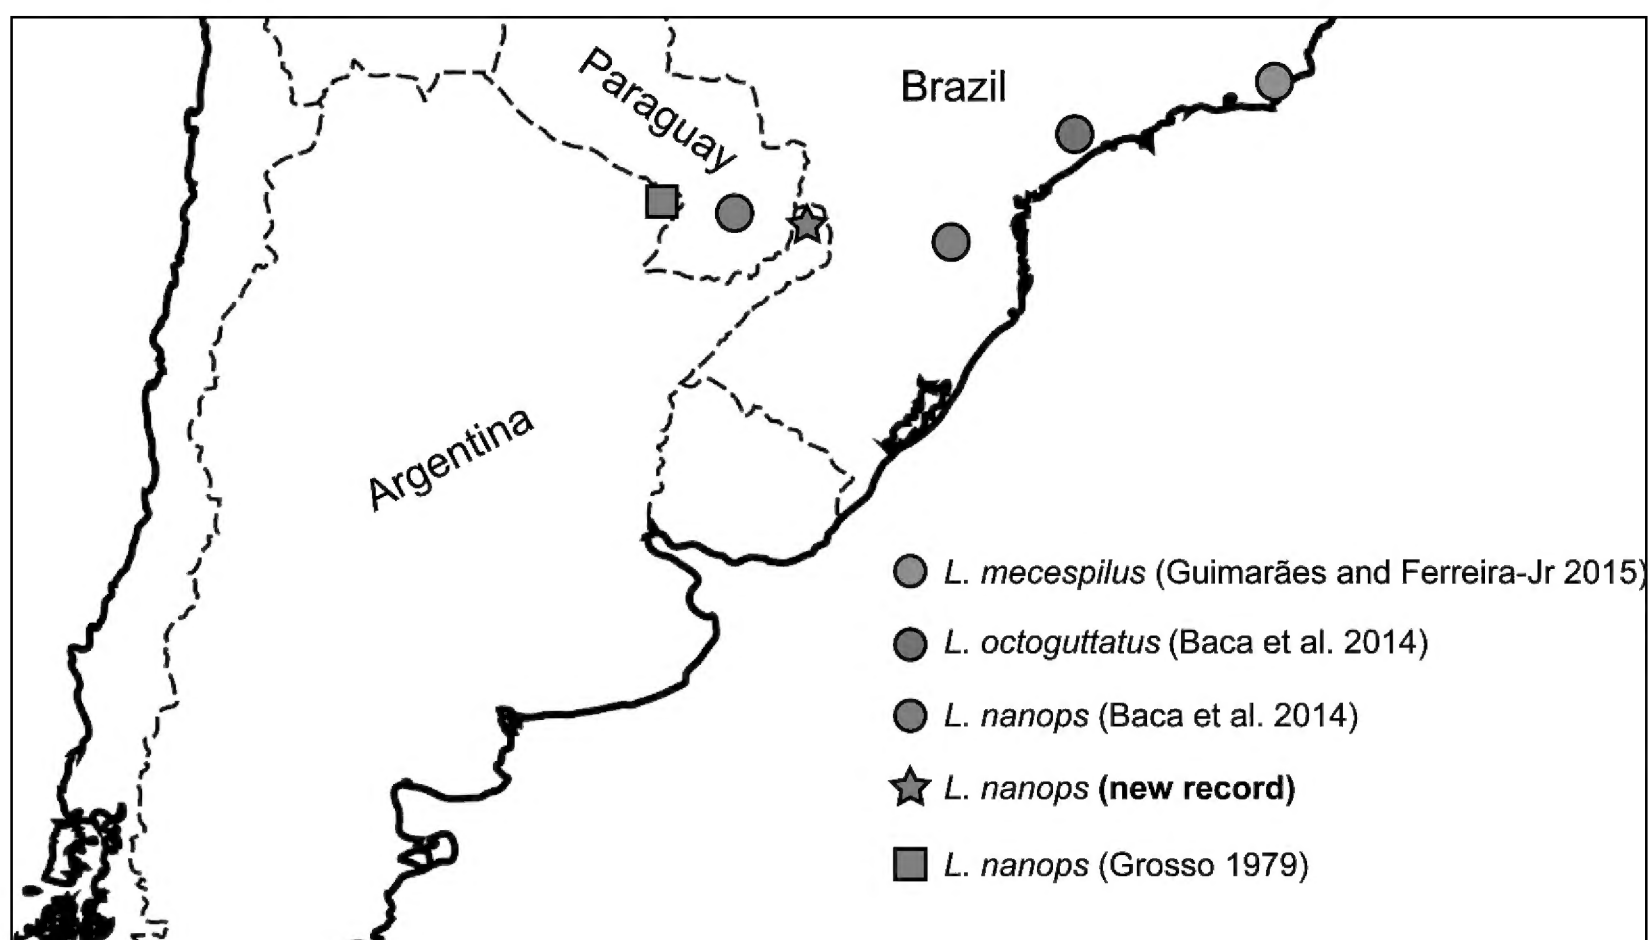 Paraguay
Brazil
Argentina
L. mecespilus (Guimarães and Ferreira-Jr 2015)
L. octoguttatus (Baca et al. 2014)
L. nanops (Baca et al. 2014)
L. nanops (new record)
L. nanops (Grosso 1979)